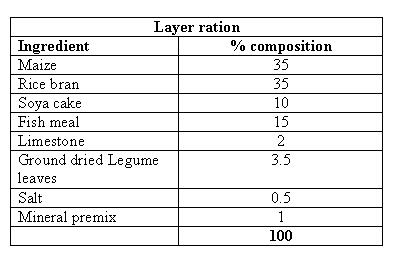 Layer ration
Ingredient % composition
Maize 35
Rice bran 35
Soya cake 10
Fish meal 15
Limestone 2
Ground dried Legume 3.5
leaves
Salt 0.5
Mineral premix 1
100